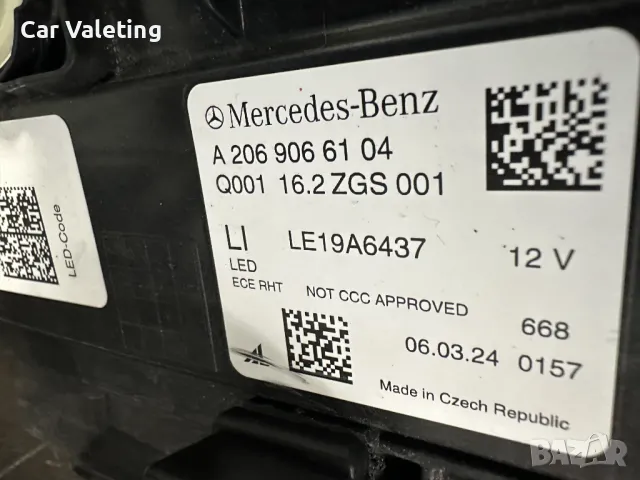 Car Valeting
Mercedes-Benz
A 206 906 61 04
Q001 16.2 ZGS 001
LI LE19A6437 12 V
LED
ECE RHT NOT CCC APPROVED
668
06.03.24 0157
AL
Made in Czech Republic
LED-Code
BAZAR